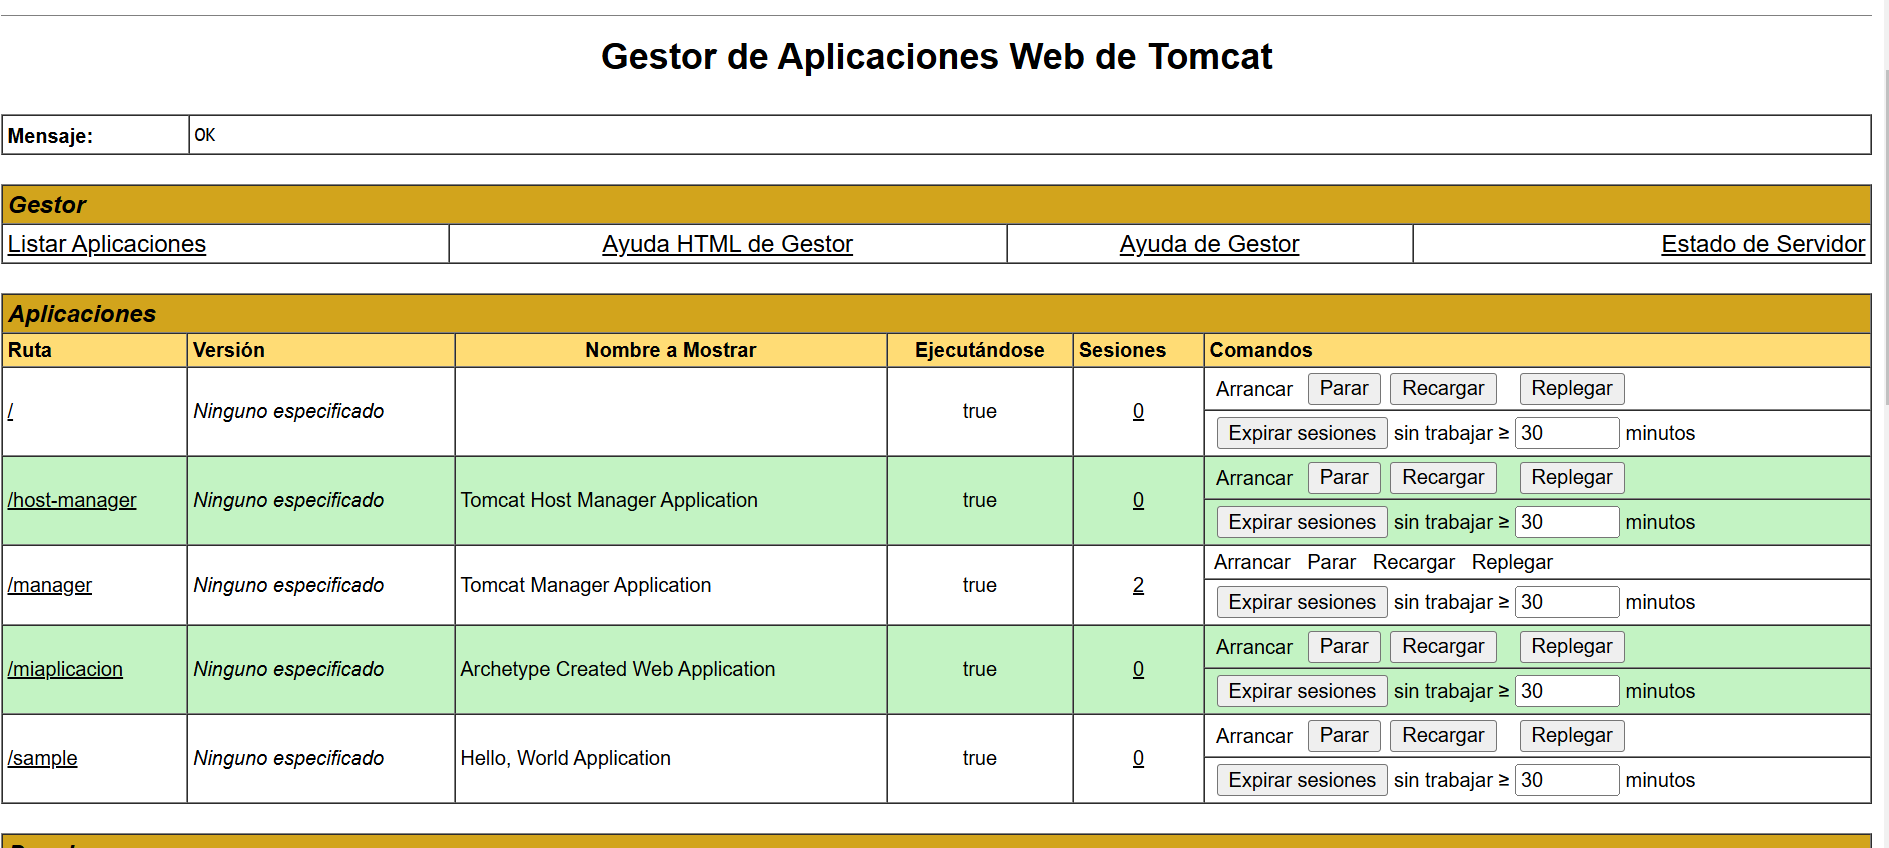 Gestor de Aplicaciones Web de Tomcat
Mensaje: OK
Gestor
Listar Aplicaciones Ayuda HTML de Gestor Ayuda de Gestor Estado de Servidor
Aplicaciones
Ruta Versión Nombre a Mostrar Ejecutándose Sesiones Comandos
/ Ninguno especificado true 0 Arrancar Parar Recargar Replegar
Expirar sesiones sin trabajar ≥ 30 minutos
/host-manager Ninguno especificado Tomcat Host Manager Application true 0 Arrancar Parar Recargar Replegar
Expirar sesiones sin trabajar ≥ 30 minutos
/manager Ninguno especificado Tomcat Manager Application true 2 Arrancar Parar Recargar Replegar
Expirar sesiones sin trabajar ≥ 30 minutos
/miaplicacion Ninguno especificado Archetype Created Web Application true 0 Arrancar Parar Recargar Replegar
Expirar sesiones sin trabajar ≥ 30 minutos
/sample Ninguno especificado Hello, World Application true 0 Arrancar Parar Recargar Replegar
Expirar sesiones sin trabajar ≥ 30 minutos